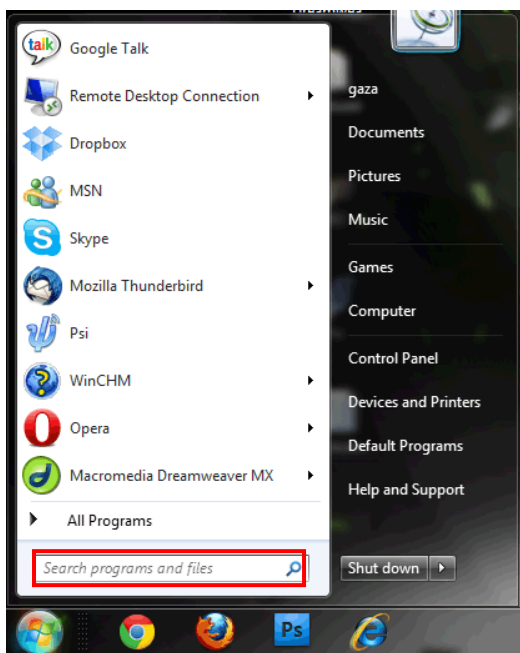 talk
Google Talk
Remote Desktop Connection
Dropbox
MSN
Skype
Mozilla Thunderbird
Psi
WinCHM
Opera
Macromedia Dreamweaver MX
All Programs
Search programs and files
gaza
Documents
Pictures
Music
Games
Computer
Control Panel
Devices and Printers
Default Programs
Help and Support
Shut down
Ps